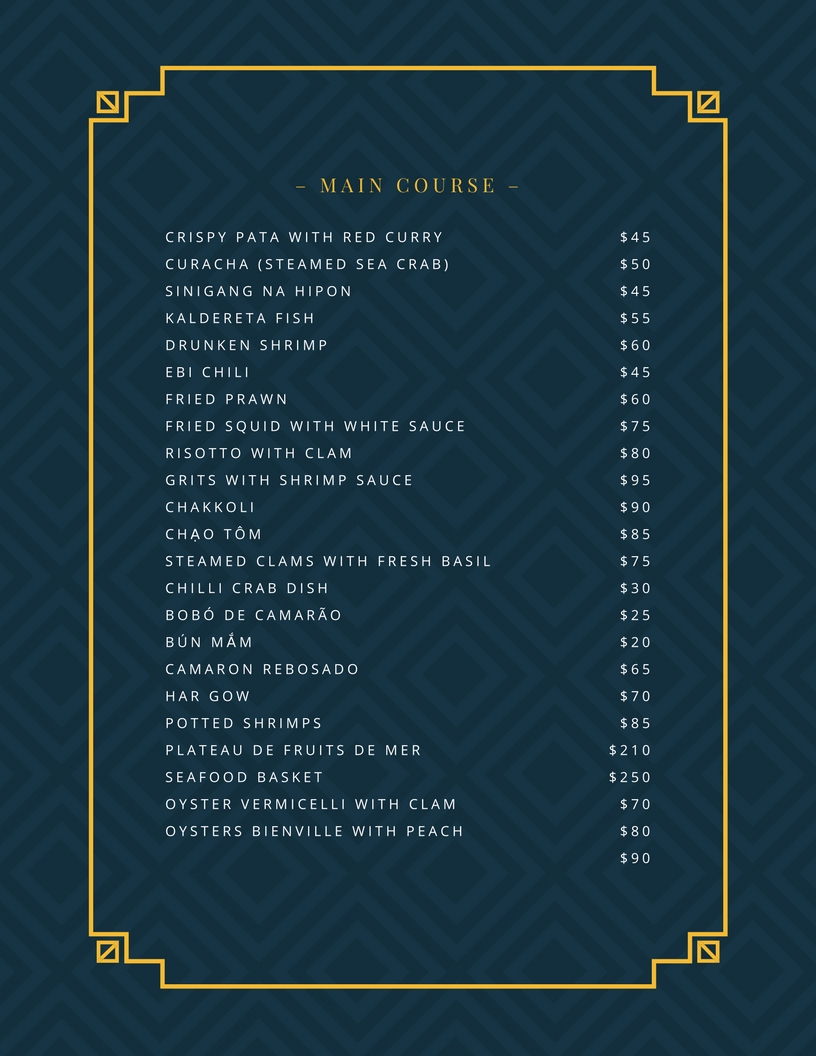 – MAIN COURSE –
CRISPY PATA WITH RED CURRY $45
CURACHA (STEAMED SEA CRAB) $50
SINIGANG NA HIPON $45
KALDERETA FISH $55
DRUNKEN SHRIMP $60
EBI CHILI $45
FRIED PRAWN $60
FRIED SQUID WITH WHITE SAUCE $75
RISOTTO WITH CLAM $80
GRITS WITH SHRIMP SAUCE $95
CHAKKOLI $90
CHẠO TÔM $85
STEAMED CLAMS WITH FRESH BASIL $75
CHILLI CRAB DISH $30
BOBÓ DE CAMARÃO $25
BÚN MẮM $20
CAMARON REBOSADO $65
HAR GOW $70
POTTED SHRIMPS $85
PLATEAU DE FRUITS DE MER $210
SEAFOOD BASKET $250
OYSTER VERMICELLI WITH CLAM $70
OYSTERS BIENVILLE WITH PEACH $80
$90